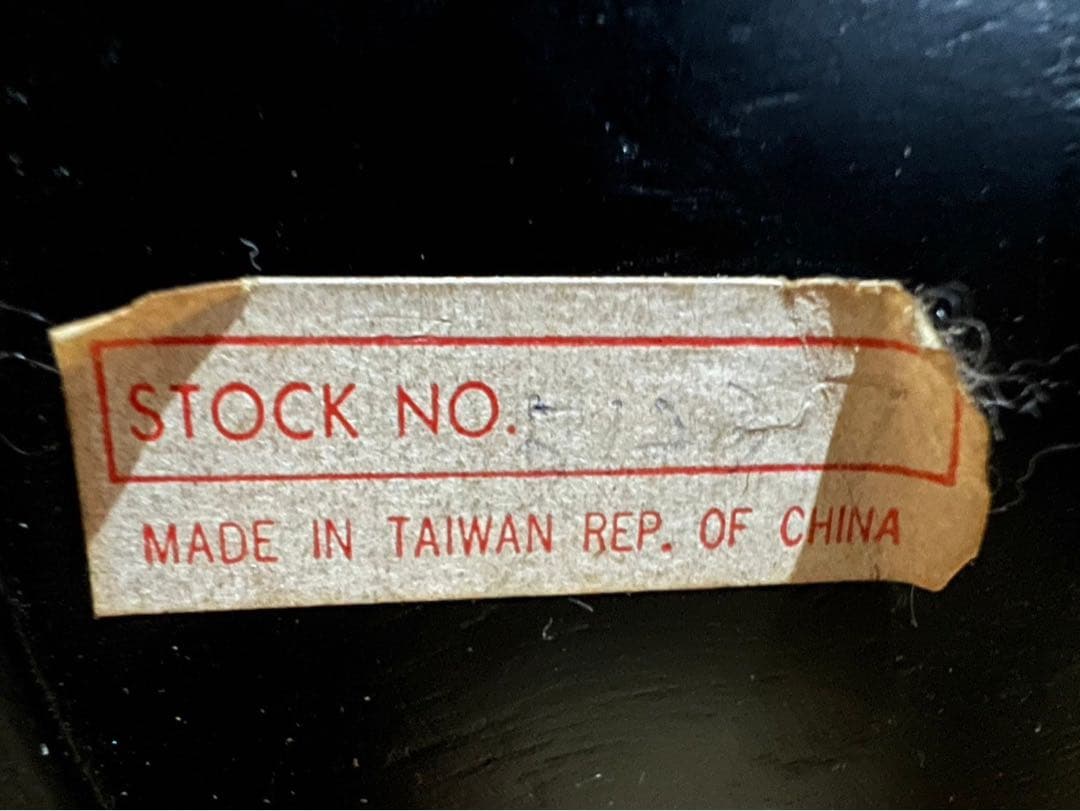 STOCK NO.
MADE IN TAIWAN REP. OF CHINA